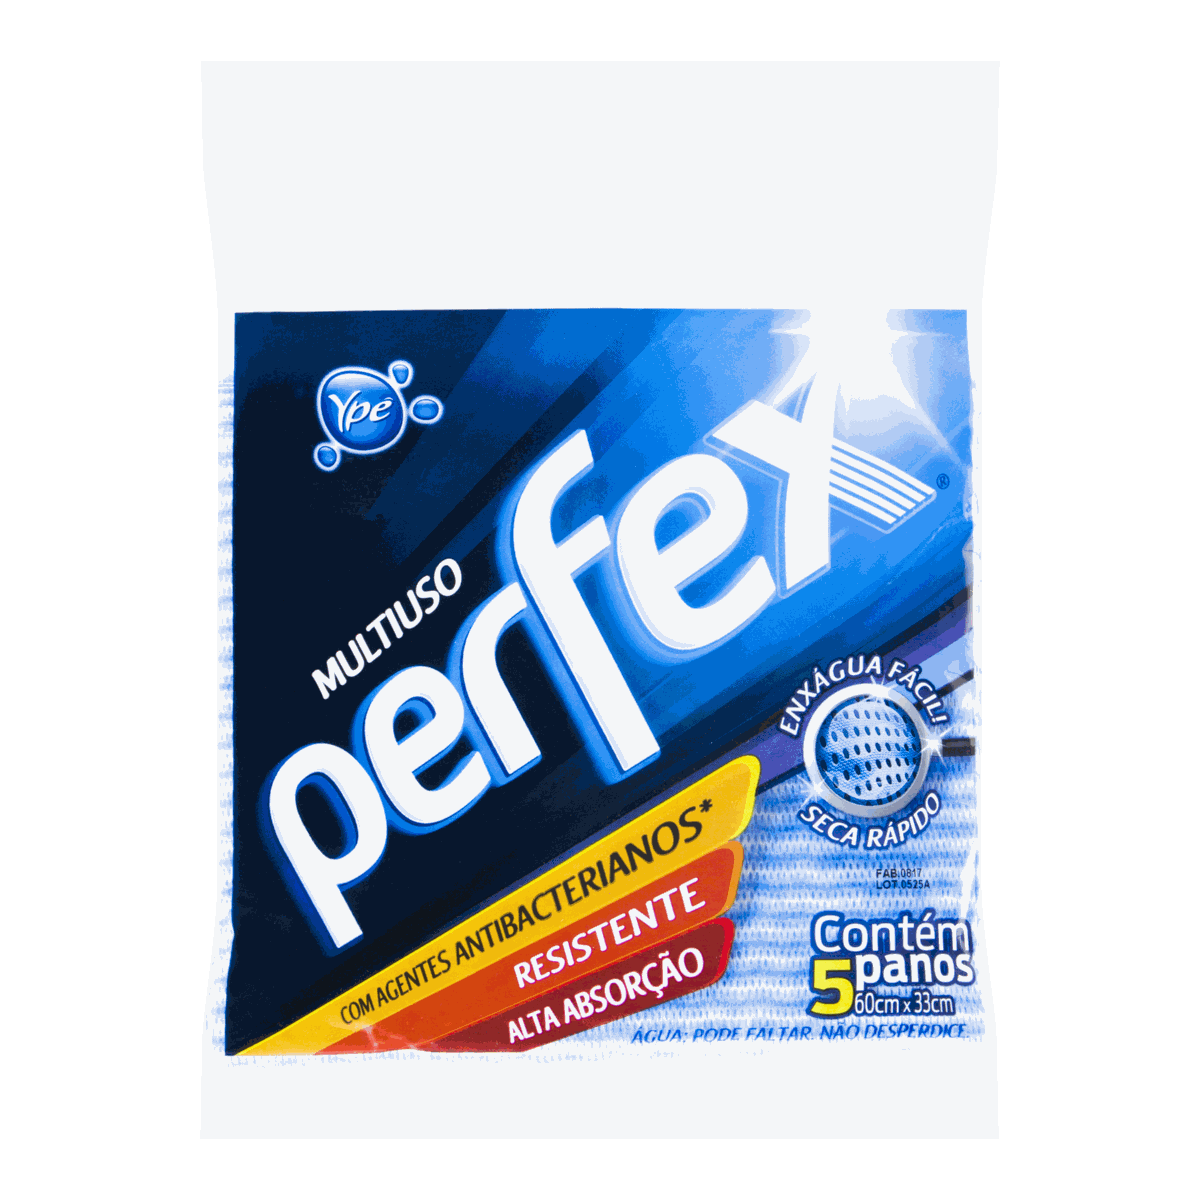 Ypê
MULTIUSO
perfex®
ENXÁGUA FÁCIL!
SECA RÁPIDO
COM AGENTES ANTIBACTERIANOS*
RESISTENTE
ALTA ABSORÇÃO
FAB.0817
LOT.0525A
Contém
5 panos
60cm x 33cm
ÁGUA: PODE FALTAR. NÃO DESPERDICE.